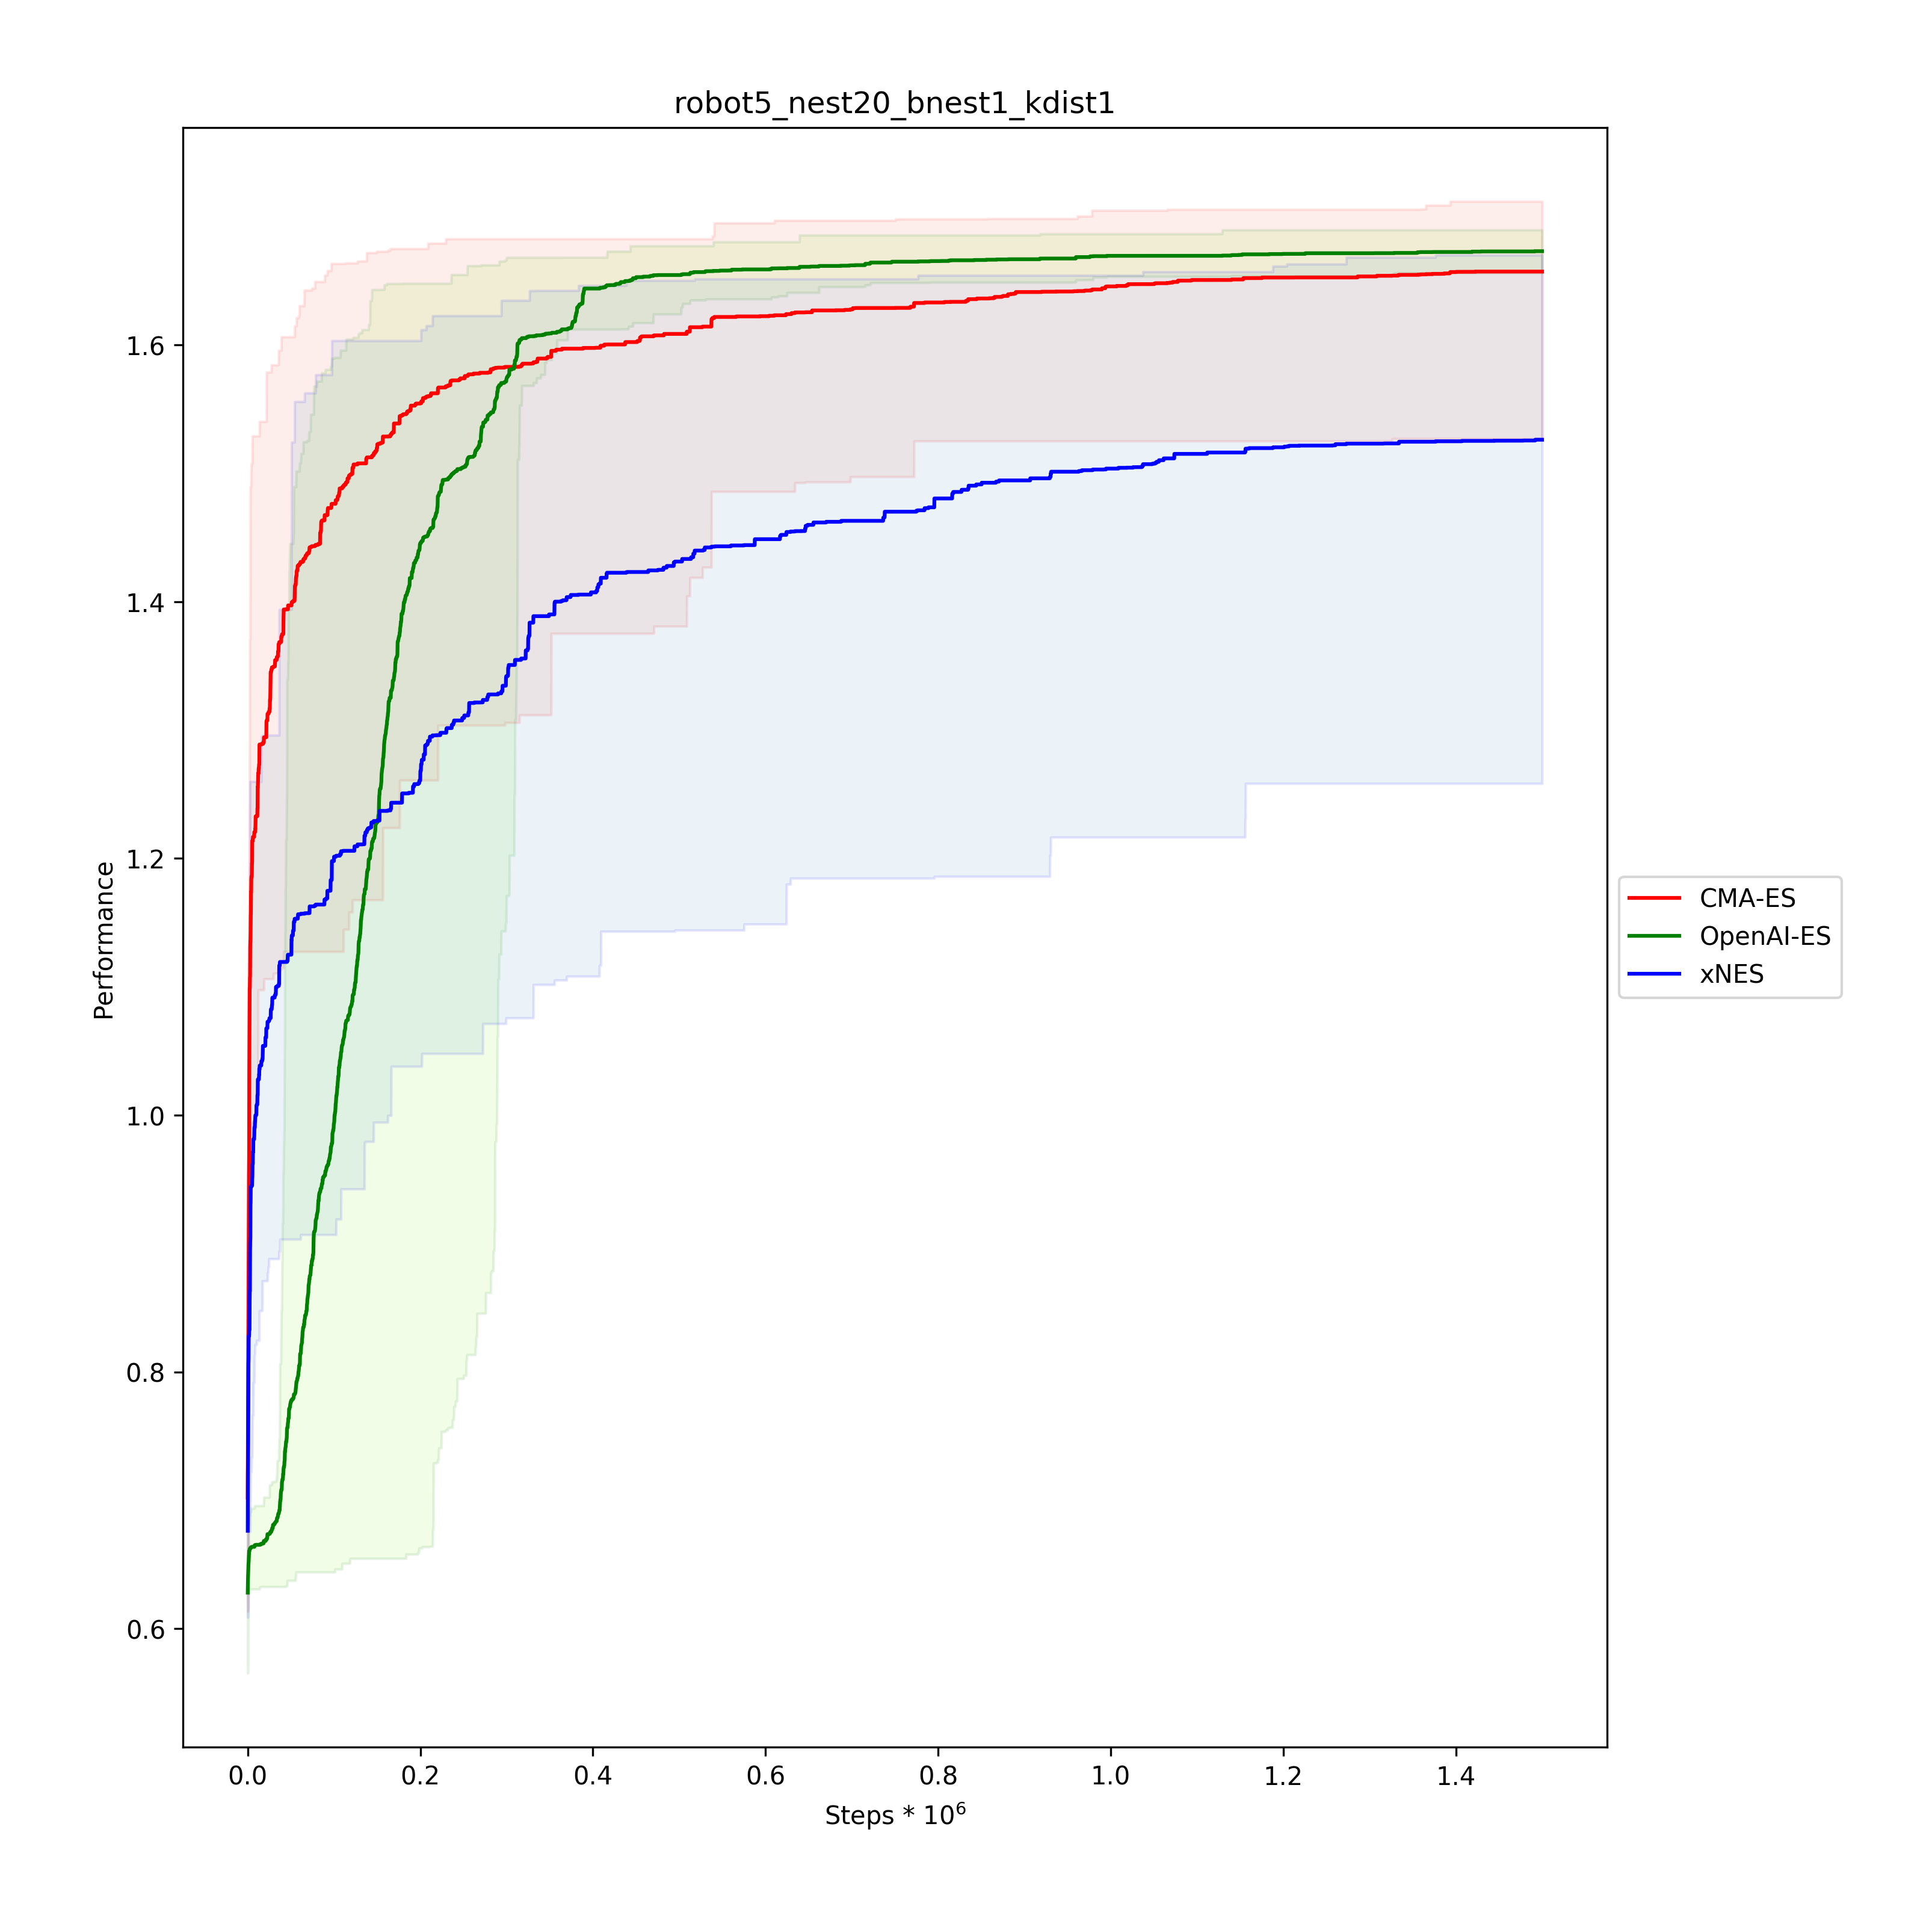 robot5_nest20_bnest1_kdist1
Performance
1.6
1.4
1.2
1.0
0.8
0.6
0.0 0.2 0.4 0.6 0.8 1.0 1.2 1.4
Steps * 10⁶
CMA-ES
OpenAI-ES
xNES